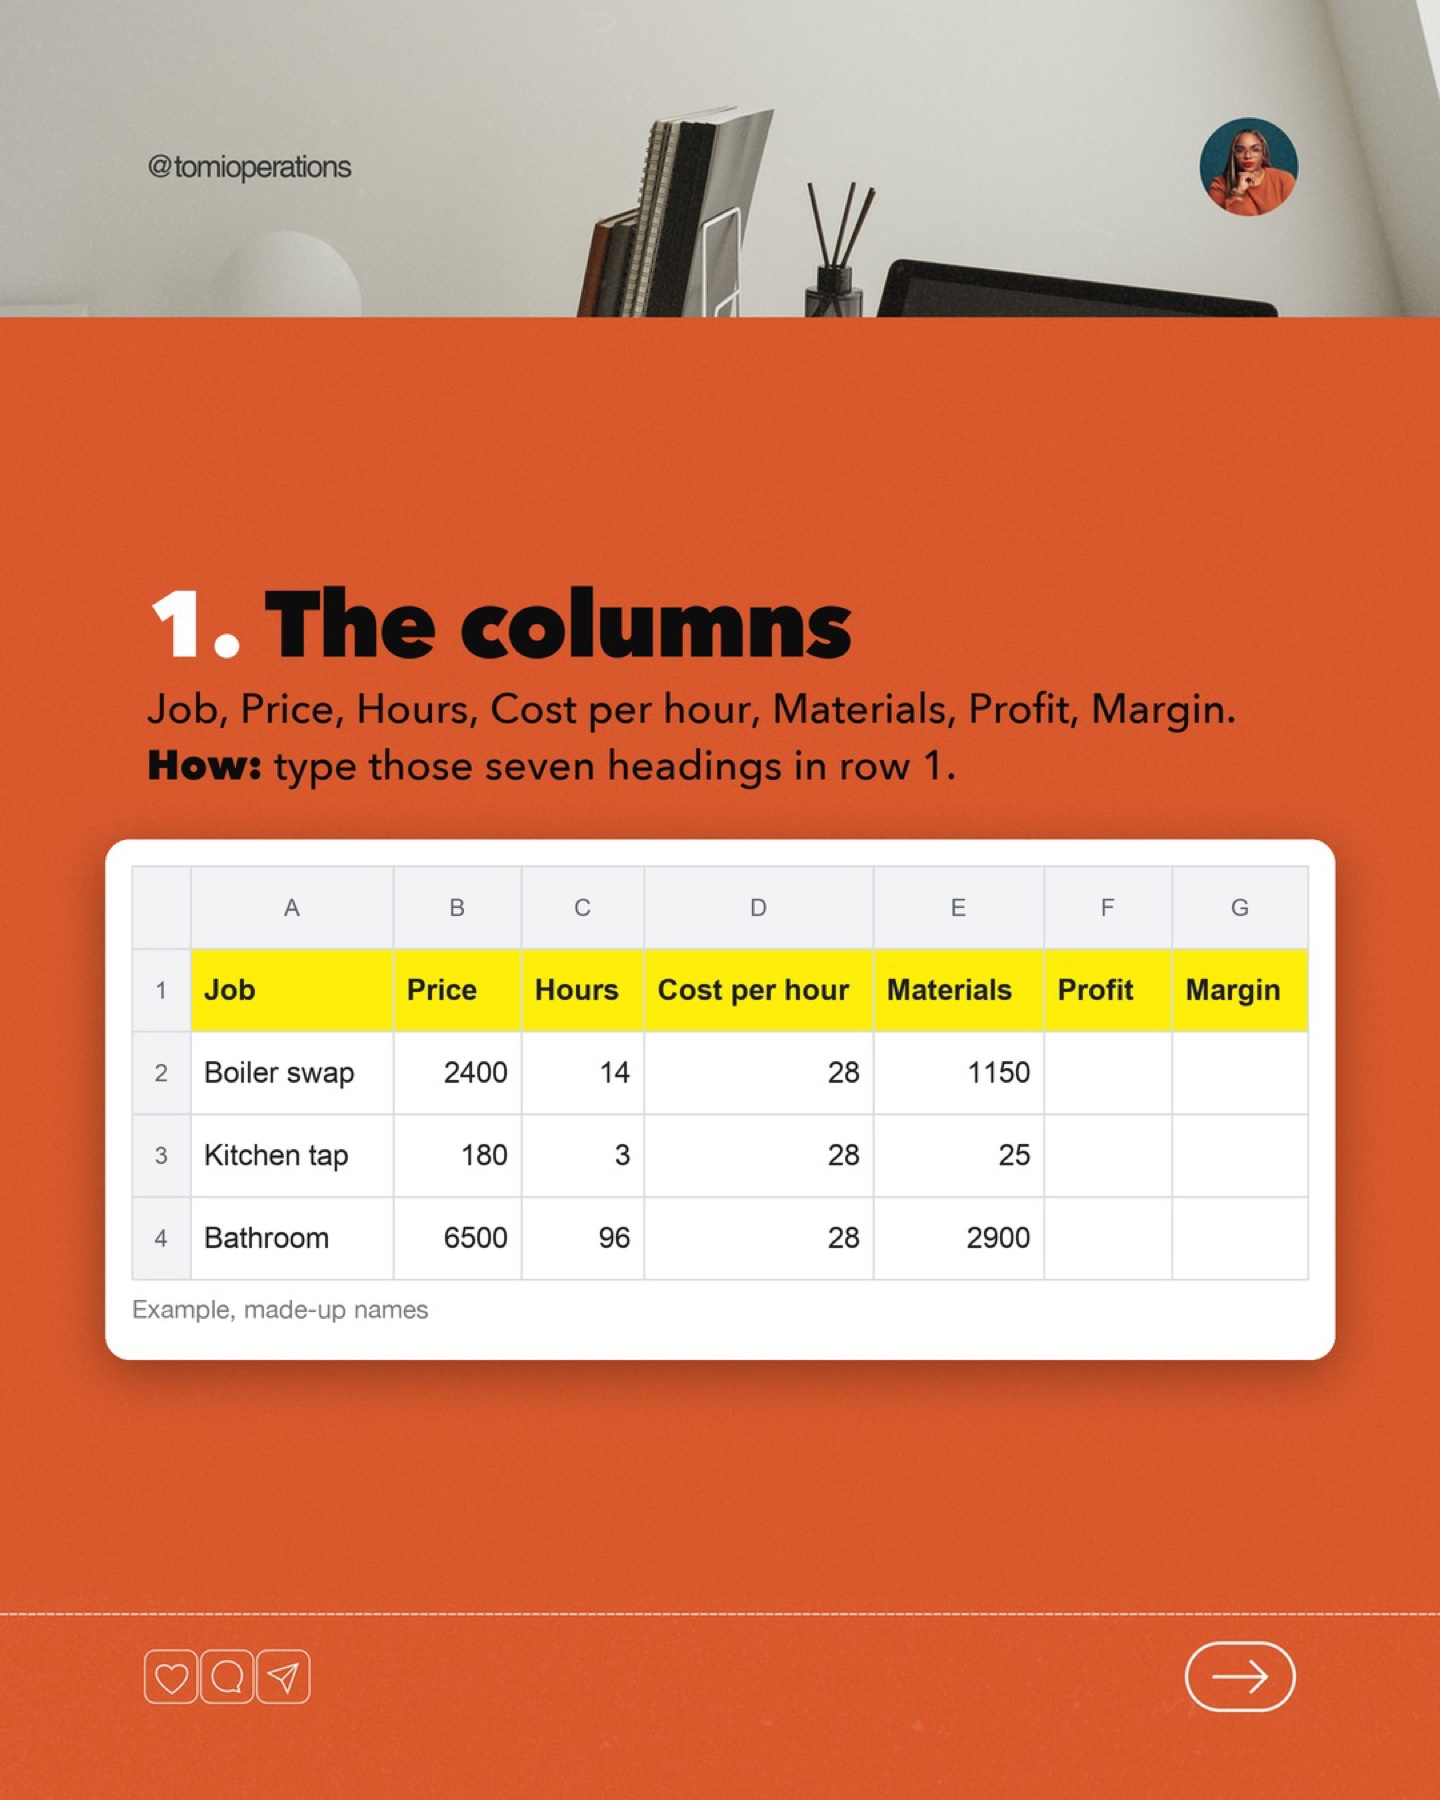 @tomioperations
1. The columns
Job, Price, Hours, Cost per hour, Materials, Profit, Margin.
How: type those seven headings in row 1.
A B C D E F G
1 Job Price Hours Cost per hour Materials Profit Margin
2 Boiler swap 2400 14 28 1150
3 Kitchen tap 180 3 28 25
4 Bathroom 6500 96 28 2900
Example, made-up names